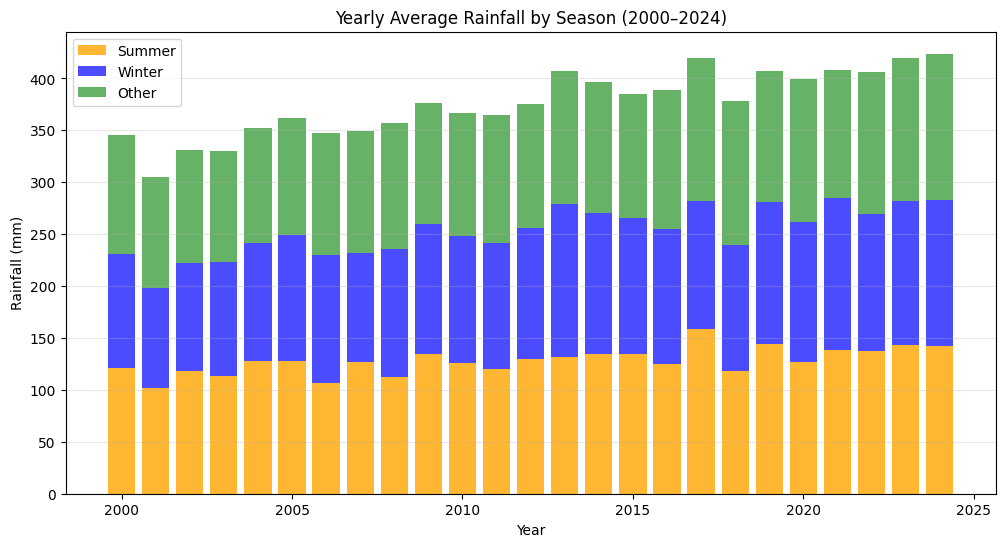 Yearly Average Rainfall by Season (2000–2024)
Summer
Winter
Other
Rainfall (mm)
400
350
300
250
200
150
100
50
0
2000
2005
2010
2015
2020
2025
Year